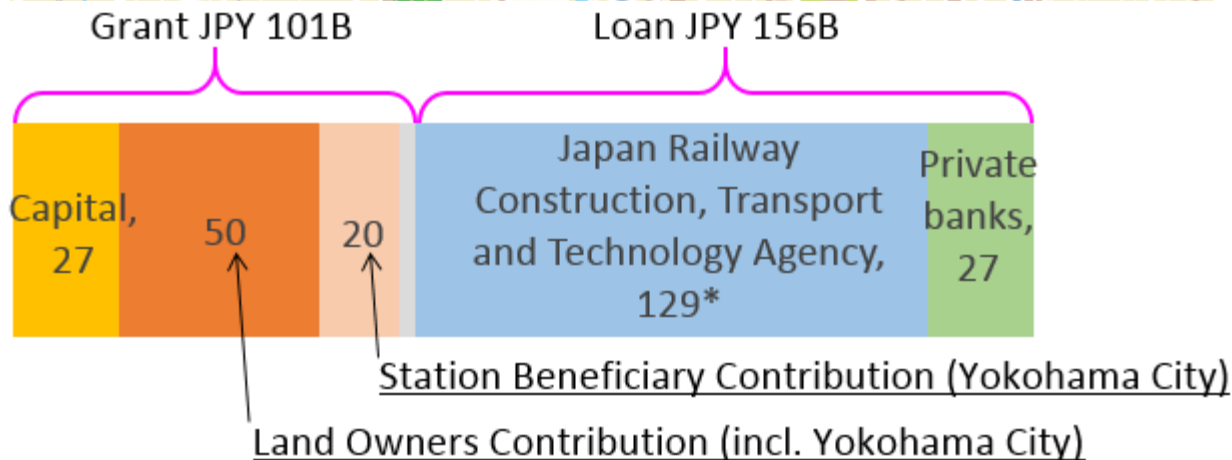 Grant JPY 101B
Loan JPY 156B
Capital,
27
50
20
Japan Railway
Construction, Transport
and Technology Agency,
129*
Private
banks,
27
Station Beneficiary Contribution (Yokohama City)
Land Owners Contribution (incl. Yokohama City)